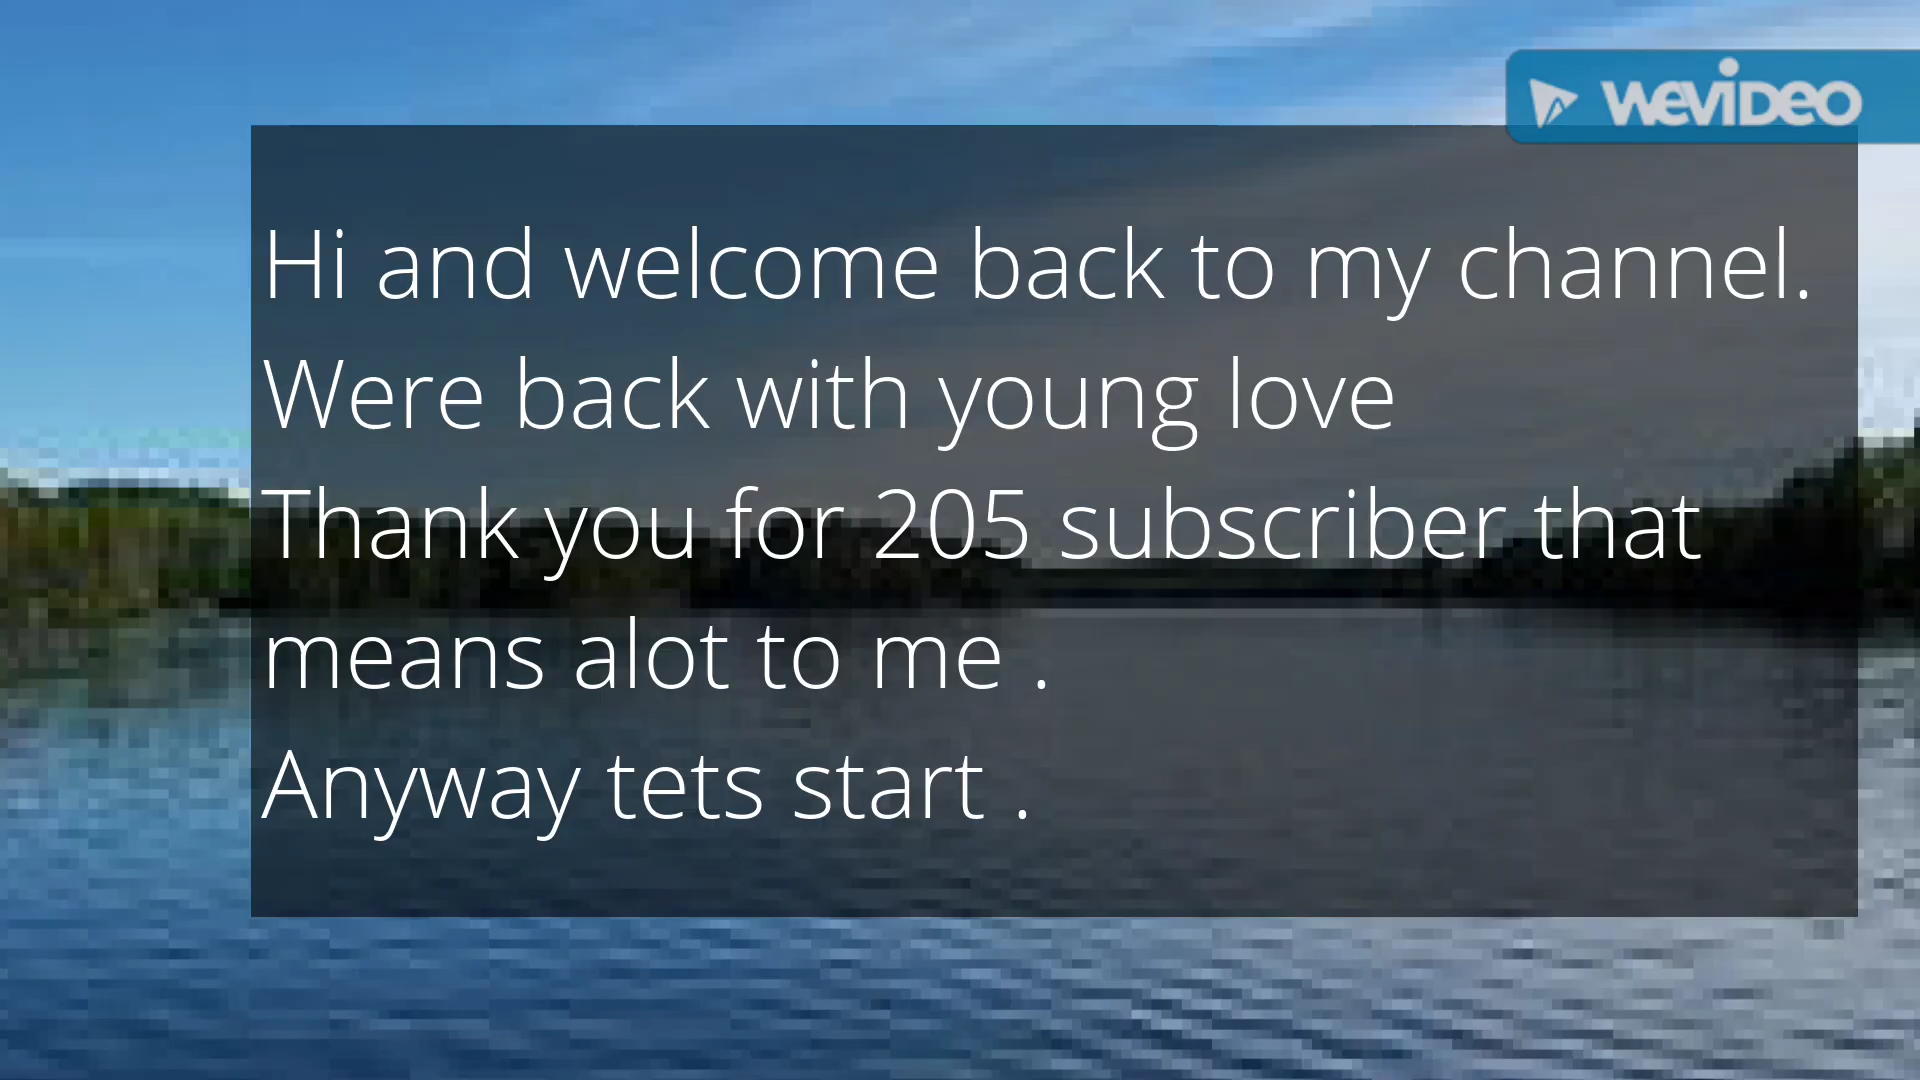 WEVIDEO
Hi and welcome back to my channel.
Were back with young love
Thank you for 205 subscriber that
means alot to me .
Anyway tets start .